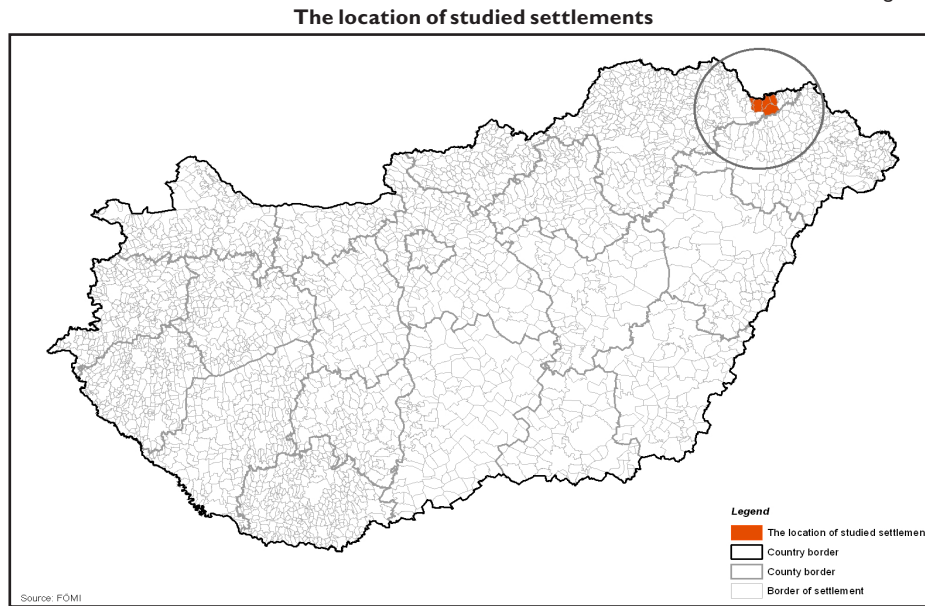 The location of studied settlements
Legend
The location of studied settlemen
Country border
County border
Border of settlement
Source: FÖMI